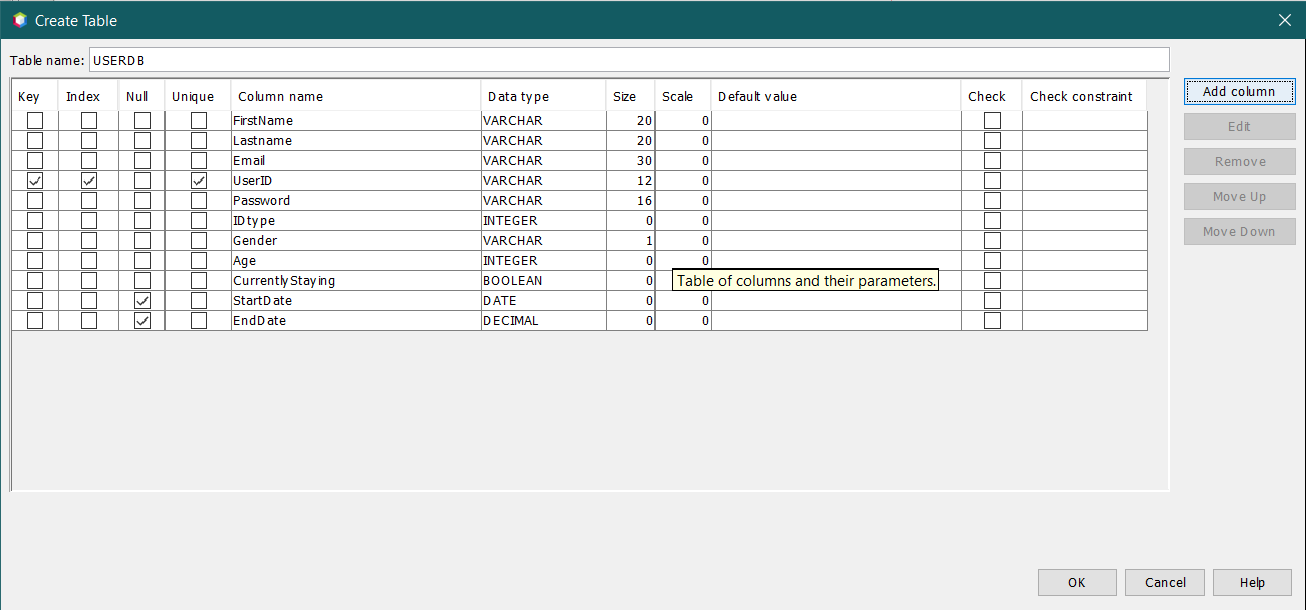 Create Table
Table name: USERDB
Key Index Null Unique Column name Data type Size Scale Default value Check Check constraint
FirstName VARCHAR 20 0
Lastname VARCHAR 20 0
Email VARCHAR 30 0
UserID VARCHAR 12 0
Password VARCHAR 16 0
IDtype INTEGER 0 0
Gender VARCHAR 1 0
Age INTEGER 0 0
CurrentlyStaying BOOLEAN 0
Table of columns and their parameters.
StartDate DATE 0 0
EndDate DECIMAL 0 0
Add column
Edit
Remove
Move Up
Move Down
OK Cancel Help